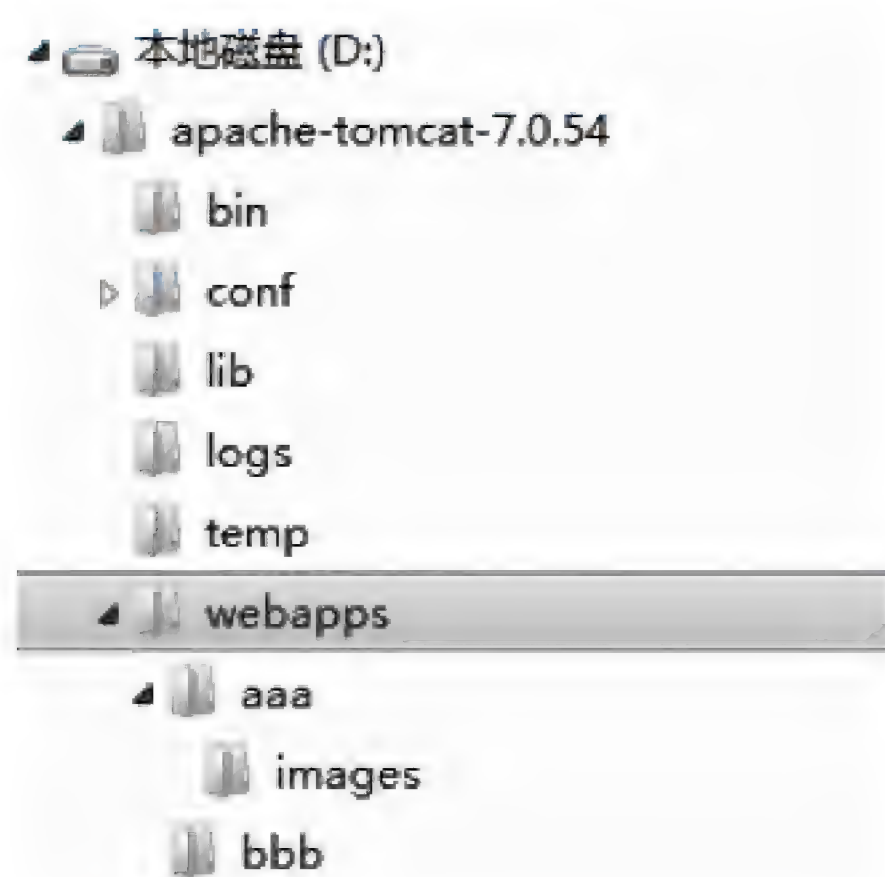 本地磁盘 (D:)
apache-tomcat-7.0.54
bin
conf
lib
logs
temp
webapps
aaa
images
bbb